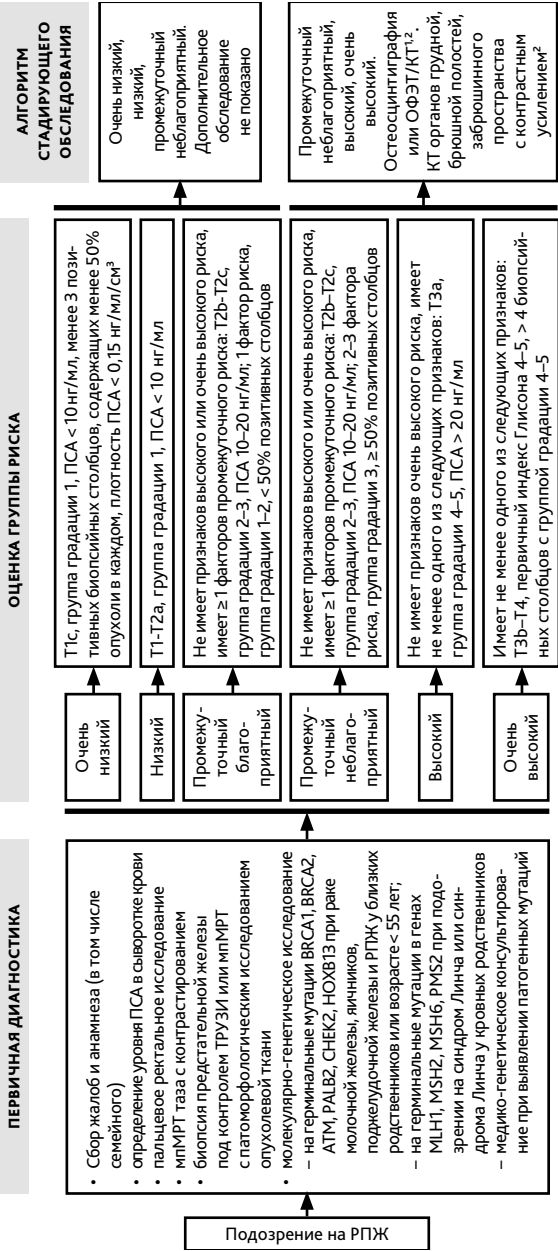 ПЕРВИЧНАЯ ДИАГНОСТИКА
Подозрение на РПЖ
• Сбор жалоб и анамнеза (в том числе
семейного)
• определение уровня ПСА в сыворотке крови
• пальцевое ректальное исследование
• мпМРТ таза с контрастированием
• биопсия предстательной железы
под контролем ТРУЗИ или мпМРТ
с патоморфологическим исследованием
опухолевой ткани
• молекулярно-генетическое исследование
– на герминальные мутации BRCA1, BRCA2,
ATM, PALB2, CHEK2, HOXB13 при раке
молочной железы, яичников,
поджелудочной железы и РПЖ у близких
родственников или возрасте < 55 лет;
– на герминальные мутации в генах
MLH1, MSH2, MSH6, PMS2 при подо-
зрении на синдром Линча или син-
дрома Линча у кровных родственников
– медико-генетическое консультирова-
ние при выявлении патогенных мутаций
ОЦЕНКА ГРУППЫ РИСКА
Очень
низкий
T1c, группа градации 1, ПСА < 10 нг/мл, менее 3 пози-
тивных биопсийных столбцов, содержащих менее 50%
опухоли в каждом, плотность ПСА < 0,15 нг/мл/см³
Низкий
T1-T2a, группа градации 1, ПСА < 10 нг/мл
Промежу-
точный
благо-
приятный
Не имеет признаков высокого или очень высокого риска,
имеет ≥ 1 факторов промежуточного риска: T2b-T2c,
группа градации 2–3, ПСА 10–20 нг/мл; 1 фактор риска,
группа градации 1–2, < 50% позитивных столбцов
Промежу-
точный
неблаго-
приятный
Не имеет признаков высокого или очень высокого риска,
имеет ≥ 1 факторов промежуточного риска: T2b–T2c,
группа градации 2–3, ПСА 10–20 нг/мл; 2–3 фактора
риска, группа градации 3, ≥ 50% позитивных столбцов
Высокий
Не имеет признаков очень высокого риска, имеет
не менее одного из следующих признаков: T3a,
группа градации 4–5, ПСА > 20 нг/мл
Очень
высокий
Имеет не менее одного из следующих признаков:
T3b–T4, первичный индекс Глисона 4–5, > 4 биопсий-
ных столбцов с группой градации 4–5
АЛГОРИТМ
СТАДИРУЮЩЕГО
ОБСЛЕДОВАНИЯ
Очень низкий,
низкий,
промежуточный
неблагоприятный.
Дополнительное
обследование
не показано
Промежуточный
неблагоприятный,
высокий, очень
высокий.
Остеосцинтиграфия
или ОФЭТ/КТ¹,².
КТ органов грудной,
брюшной полостей,
забрюшинного
пространства
с контрастным
усилением²